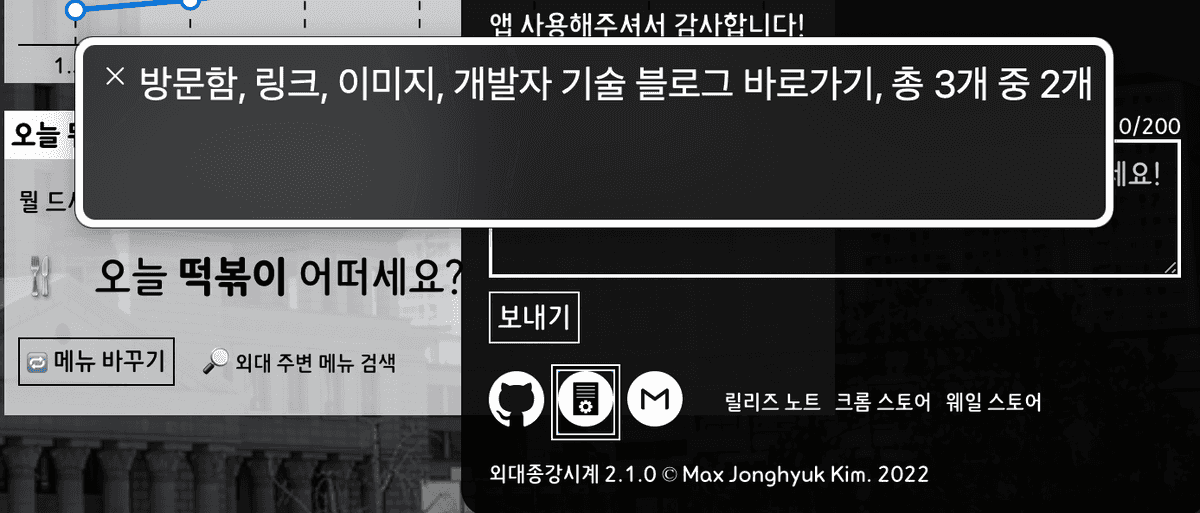 앱 사용해주셔서 감사합니다!
1..
방문함, 링크, 이미지, 개발자 기술 블로그 바로가기, 총 3개 중 2개
0/200
오늘
세요!
뭘 드시
오늘 떡볶이 어떠세요?
보내기
메뉴 바꾸기
외대 주변 메뉴 검색
릴리즈 노트 크롬 스토어 웨일 스토어
외대종강시계 2.1.0 © Max Jonghyuk Kim. 2022